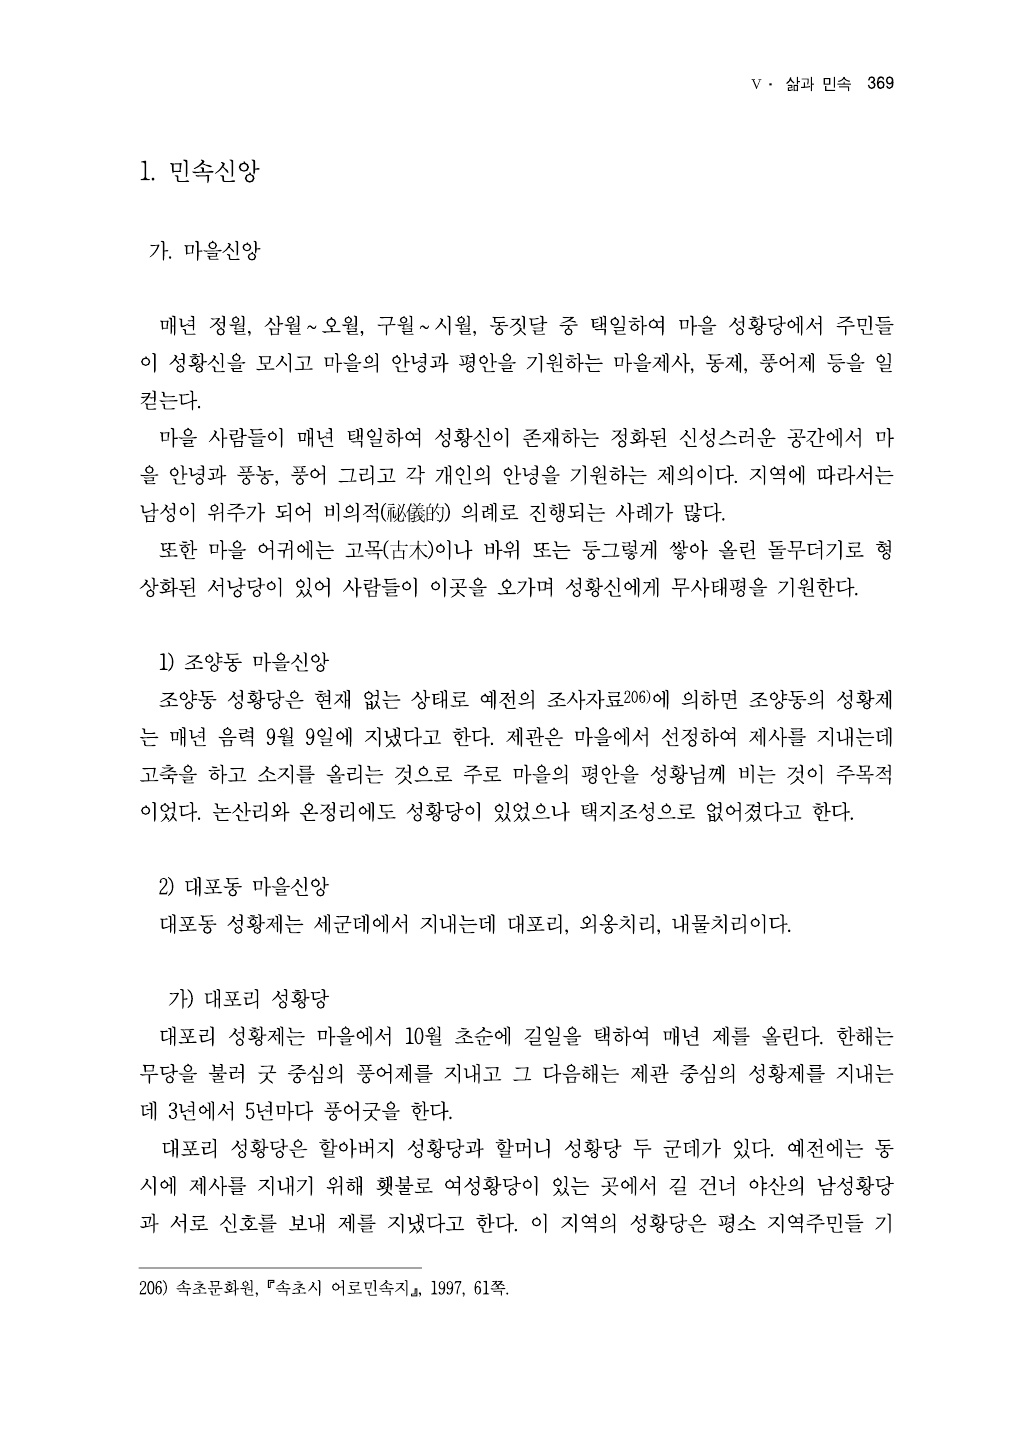 V · 삶과 민속 369
1. 민속신앙
가. 마을신앙
매년 정월, 삼월~오월, 구월~시월, 동짓달 중 택일하여 마을 성황당에서 주민들
이 성황신을 모시고 마을의 안녕과 평안을 기원하는 마을제사, 동제, 풍어제 등을 일
컫는다.
마을 사람들이 매년 택일하여 성황신이 존재하는 정화된 신성스러운 공간에서 마
을 안녕과 풍농, 풍어 그리고 각 개인의 안녕을 기원하는 제의이다. 지역에 따라서는
남성이 위주가 되어 비의적(祕儀的) 의례로 진행되는 사례가 많다.
또한 마을 어귀에는 고목(古木)이나 바위 또는 둥그렇게 쌓아 올린 돌무더기로 형
상화된 서낭당이 있어 사람들이 이곳을 오가며 성황신에게 무사태평을 기원한다.
1) 조양동 마을신앙
조양동 성황당은 현재 없는 상태로 예전의 조사자료206)에 의하면 조양동의 성황제
는 매년 음력 9월 9일에 지냈다고 한다. 제관은 마을에서 선정하여 제사를 지내는데
고축을 하고 소지를 올리는 것으로 주로 마을의 평안을 성황님께 비는 것이 주목적
이었다. 논산리와 온정리에도 성황당이 있었으나 택지조성으로 없어졌다고 한다.
2) 대포동 마을신앙
대포동 성황제는 세군데에서 지내는데 대포리, 외옹치리, 내물치리이다.
가) 대포리 성황당
대포리 성황제는 마을에서 10월 초순에 길일을 택하여 매년 제를 올린다. 한해는
무당을 불러 굿 중심의 풍어제를 지내고 그 다음해는 제관 중심의 성황제를 지내는
데 3년에서 5년마다 풍어굿을 한다.
대포리 성황당은 할아버지 성황당과 할머니 성황당 두 군데가 있다. 예전에는 동
시에 제사를 지내기 위해 횃불로 여성황당이 있는 곳에서 길 건너 야산의 남성황당
과 서로 신호를 보내 제를 지냈다고 한다. 이 지역의 성황당은 평소 지역주민들 기
206) 속초문화원, 『속초시 어로민속지』, 1997, 61쪽.